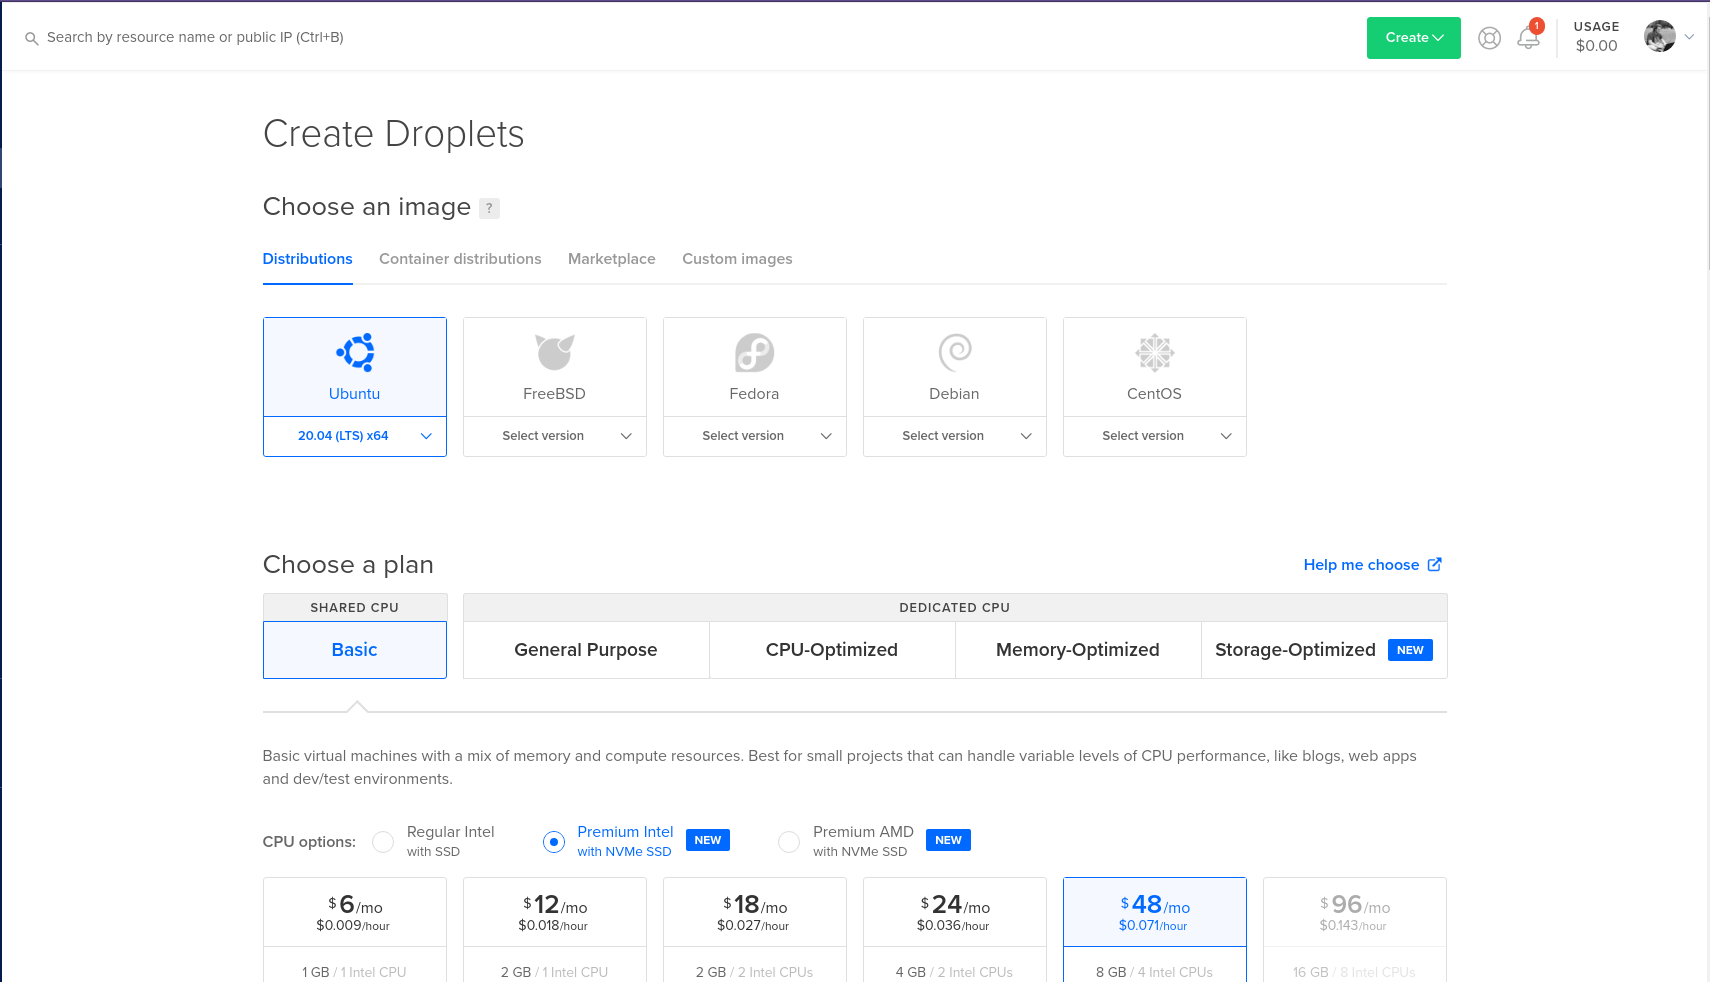 Search by resource name or public IP (Ctrl+B)
Create
1
USAGE
$0.00
Create Droplets
Choose an image ?
Distributions Container distributions Marketplace Custom images
Ubuntu FreeBSD Fedora Debian CentOS
20.04 (LTS) x64 Select version Select version Select version Select version
Choose a plan
Help me choose
SHARED CPU DEDICATED CPU
Basic General Purpose CPU-Optimized Memory-Optimized Storage-Optimized NEW
Basic virtual machines with a mix of memory and compute resources. Best for small projects that can handle variable levels of CPU performance, like blogs, web apps
and dev/test environments.
CPU options:
Regular Intel
with SSD
Premium Intel
with NVMe SSD
NEW
Premium AMD
with NVMe SSD
NEW
$6/mo $12/mo $18/mo $24/mo $48/mo $96/mo
$0.009/hour $0.018/hour $0.027/hour $0.036/hour $0.071/hour $0.143/hour
1 GB / 1 Intel CPU 2 GB / 1 Intel CPU 2 GB / 2 Intel CPUs 4 GB / 2 Intel CPUs 8 GB / 4 Intel CPUs 16 GB / 8 Intel CPUs